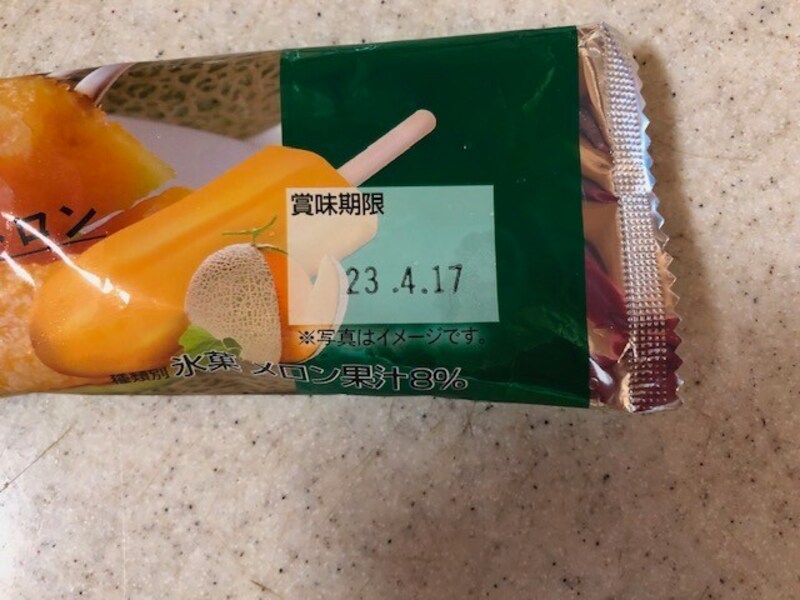 メロン
賞味期限
23.4.17
※写真はイメージです。
種類別 氷菓 メロン果汁8%